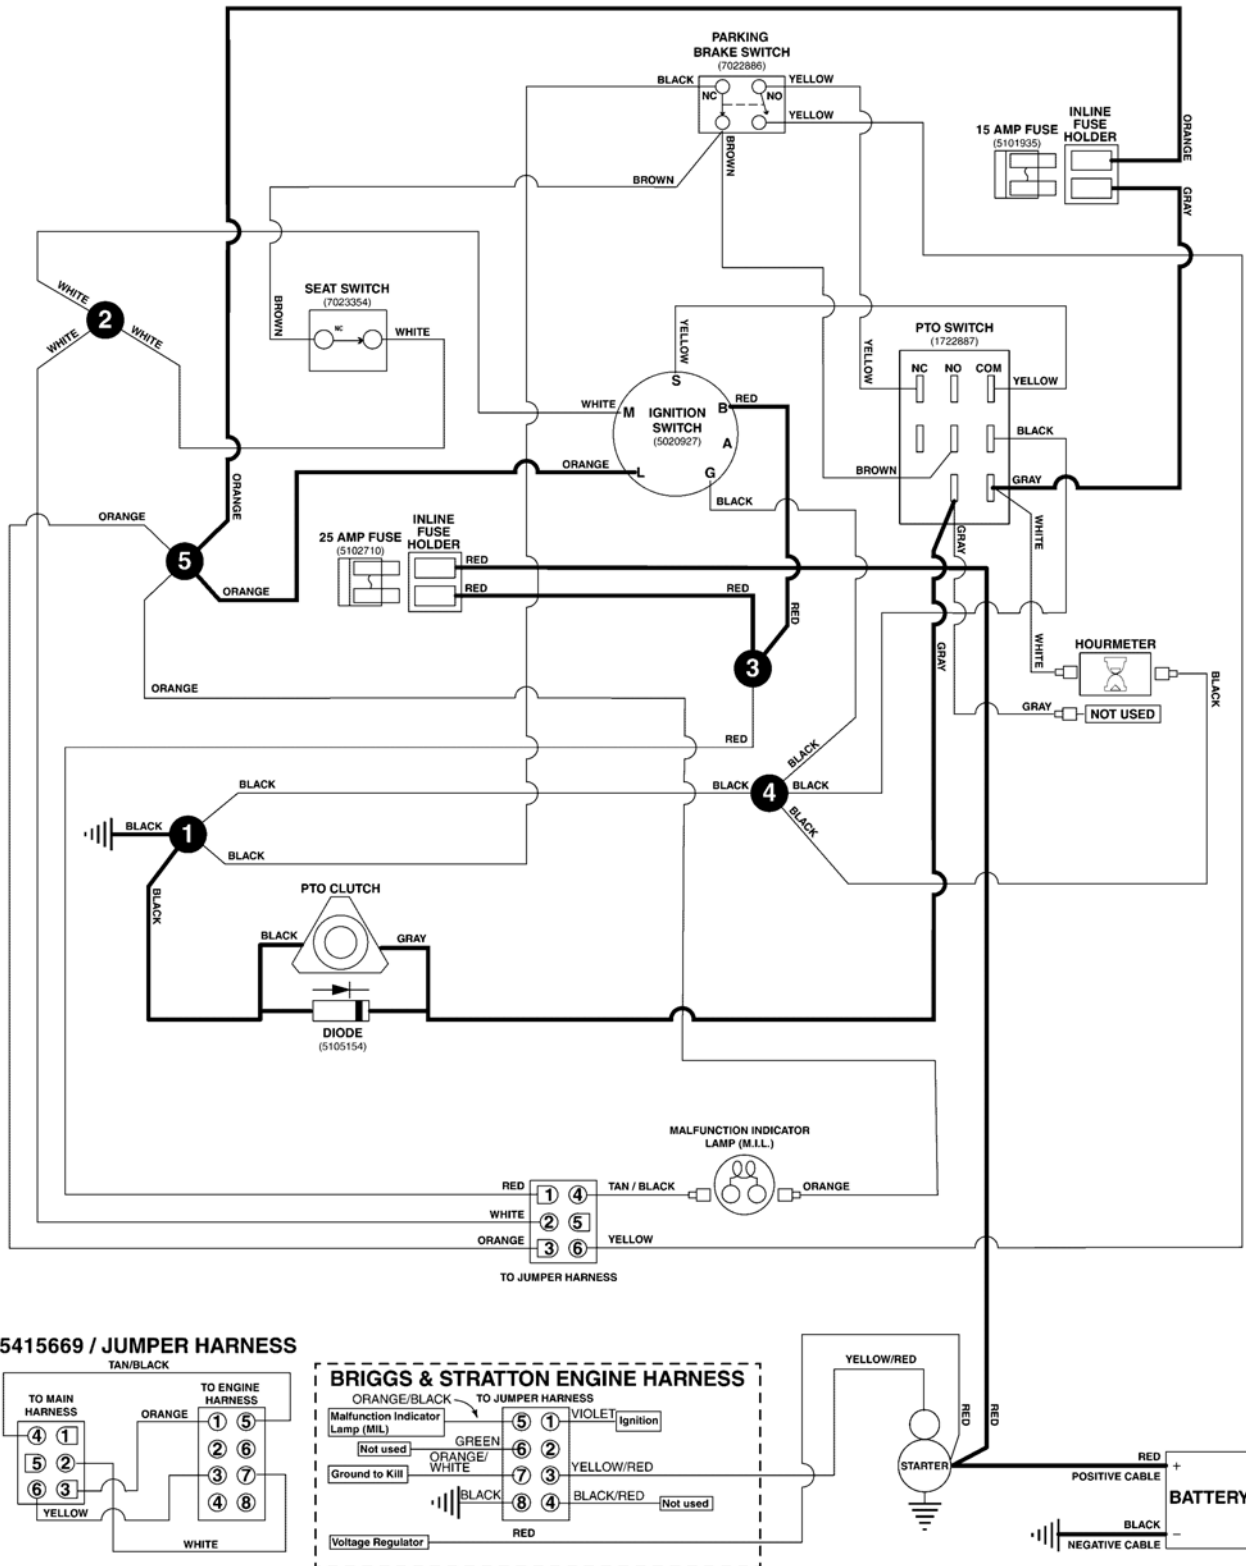 PARKING
BRAKE SWITCH
(7022886)
BLACK
YELLOW
NC
NO
YELLOW
BROWN
BROWN
15 AMP FUSE
(5101935)
INLINE
FUSE
HOLDER
ORANGE
GRAY
WHITE
2
WHITE
WHITE
SEAT SWITCH
(7023354)
BROWN
NC
WHITE
YELLOW
S
WHITE
M
IGNITION
SWITCH
(5020927)
B
RED
A
L
G
ORANGE
BLACK
PTO SWITCH
(1722887)
YELLOW
NC
NO
COM
YELLOW
BLACK
BROWN
GRAY
GRAY
WHITE
ORANGE
ORANGE
5
ORANGE
25 AMP FUSE
(5102710)
INLINE
FUSE
HOLDER
RED
RED
RED
RED
3
GRAY
WHITE
HOURMETER
BLACK
GRAY
NOT USED
ORANGE
RED
BLACK
BLACK
BLACK
4
BLACK
BLACK
BLACK
1
BLACK
BLACK
PTO CLUTCH
BLACK
GRAY
DIODE
(5105154)
MALFUNCTION INDICATOR
LAMP (M.I.L.)
RED
1
4
TAN / BLACK
ORANGE
WHITE
2
5
ORANGE
3
6
YELLOW
TO JUMPER HARNESS
5415669 / JUMPER HARNESS
TAN/BLACK
TO MAIN
HARNESS
TO ENGINE
HARNESS
ORANGE
4
1
5
2
6
3
1
5
2
6
3
7
4
8
YELLOW
WHITE
BRIGGS & STRATTON ENGINE HARNESS
ORANGE/BLACK
TO JUMPER HARNESS
Malfunction Indicator
Lamp (MIL)
5
1
VIOLET
Ignition
Not used
GREEN
6
2
ORANGE/
WHITE
Ground to Kill
7
3
YELLOW/RED
BLACK
8
4
BLACK/RED
Not used
Voltage Regulator
RED
YELLOW/RED
RED
RED
STARTER
RED
+
POSITIVE CABLE
BATTERY
BLACK
–
NEGATIVE CABLE